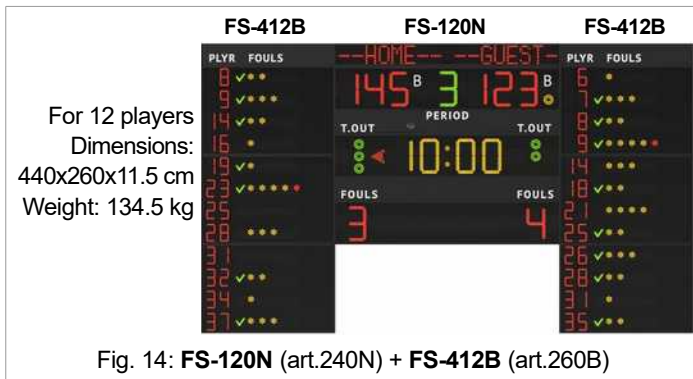 FS-412B FS-120N FS-412B
For 12 players
Dimensions:
440x260x11.5 cm
Weight: 134.5 kg
PLYR FOULS
8
9
14
16
19
23
25
28
31
32
34
37
--HOME-- --GUEST-
145 B 3 123 B
PERIOD
T.OUT T.OUT
10:00
FOULS FOULS
3 4
PLYR FOULS
6
7
8
9
14
18
21
25
26
28
31
35
Fig. 14: FS-120N (art.240N) + FS-412B (art.260B)